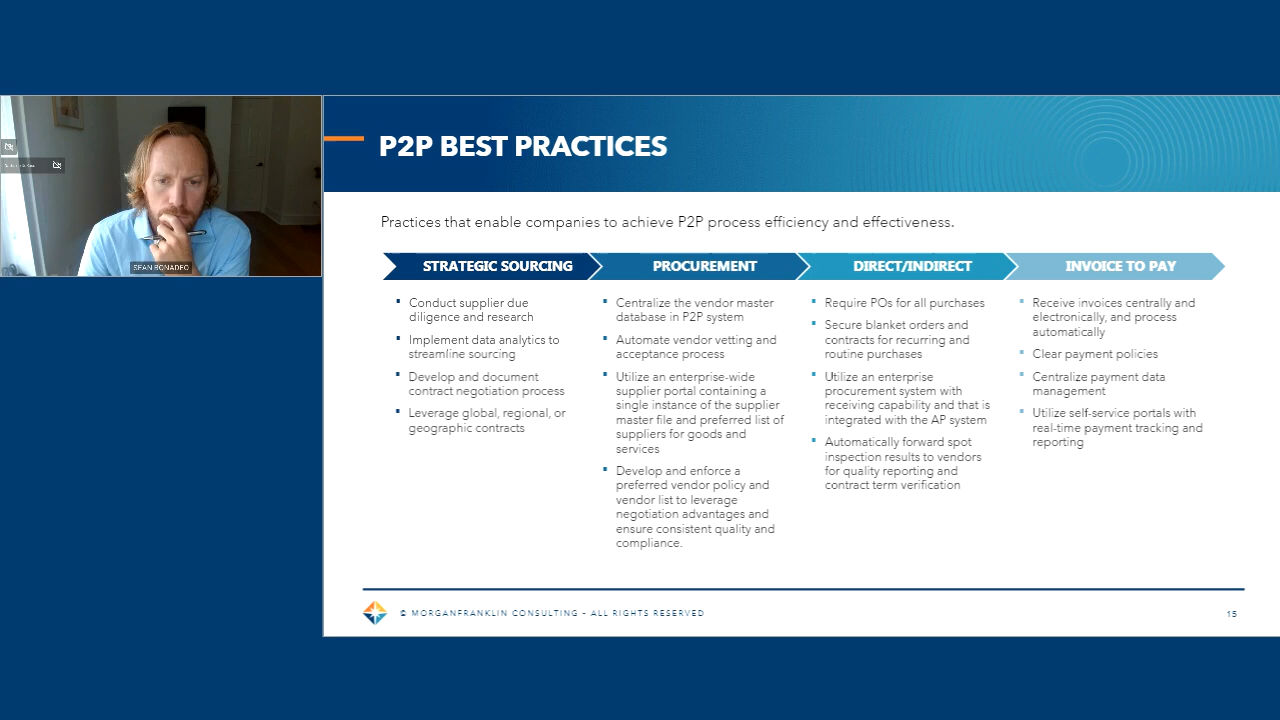 SEAN BONADEO
P2P BEST PRACTICES
Practices that enable companies to achieve P2P process efficiency and effectiveness.
STRATEGIC SOURCING
Conduct supplier due
diligence and research
Implement data analytics to
streamline sourcing
Develop and document
contract negotiation process
Leverage global, regional, or
geographic contracts
PROCUREMENT
Centralize the vendor master
database in P2P system
Automate vendor vetting and
acceptance process
Utilize an enterprise-wide
supplier portal containing a
single instance of the supplier
master file and preferred list of
suppliers for goods and
services
Develop and enforce a
preferred vendor policy and
vendor list to leverage
negotiation advantages and
ensure consistent quality and
compliance.
DIRECT/INDIRECT
Require POs for all purchases
Secure blanket orders and
contracts for recurring and
routine purchases
Utilize an enterprise
procurement system with
receiving capability and that is
integrated with the AP system
Automatically forward spot
inspection results to vendors
for quality reporting and
contract term verification
INVOICE TO PAY
Receive invoices centrally and
electronically, and process
automatically
Clear payment policies
Centralize payment data
management
Utilize self-service portals with
real-time payment tracking and
reporting
© MORGANFRANKLIN CONSULTING - ALL RIGHTS RESERVED
15